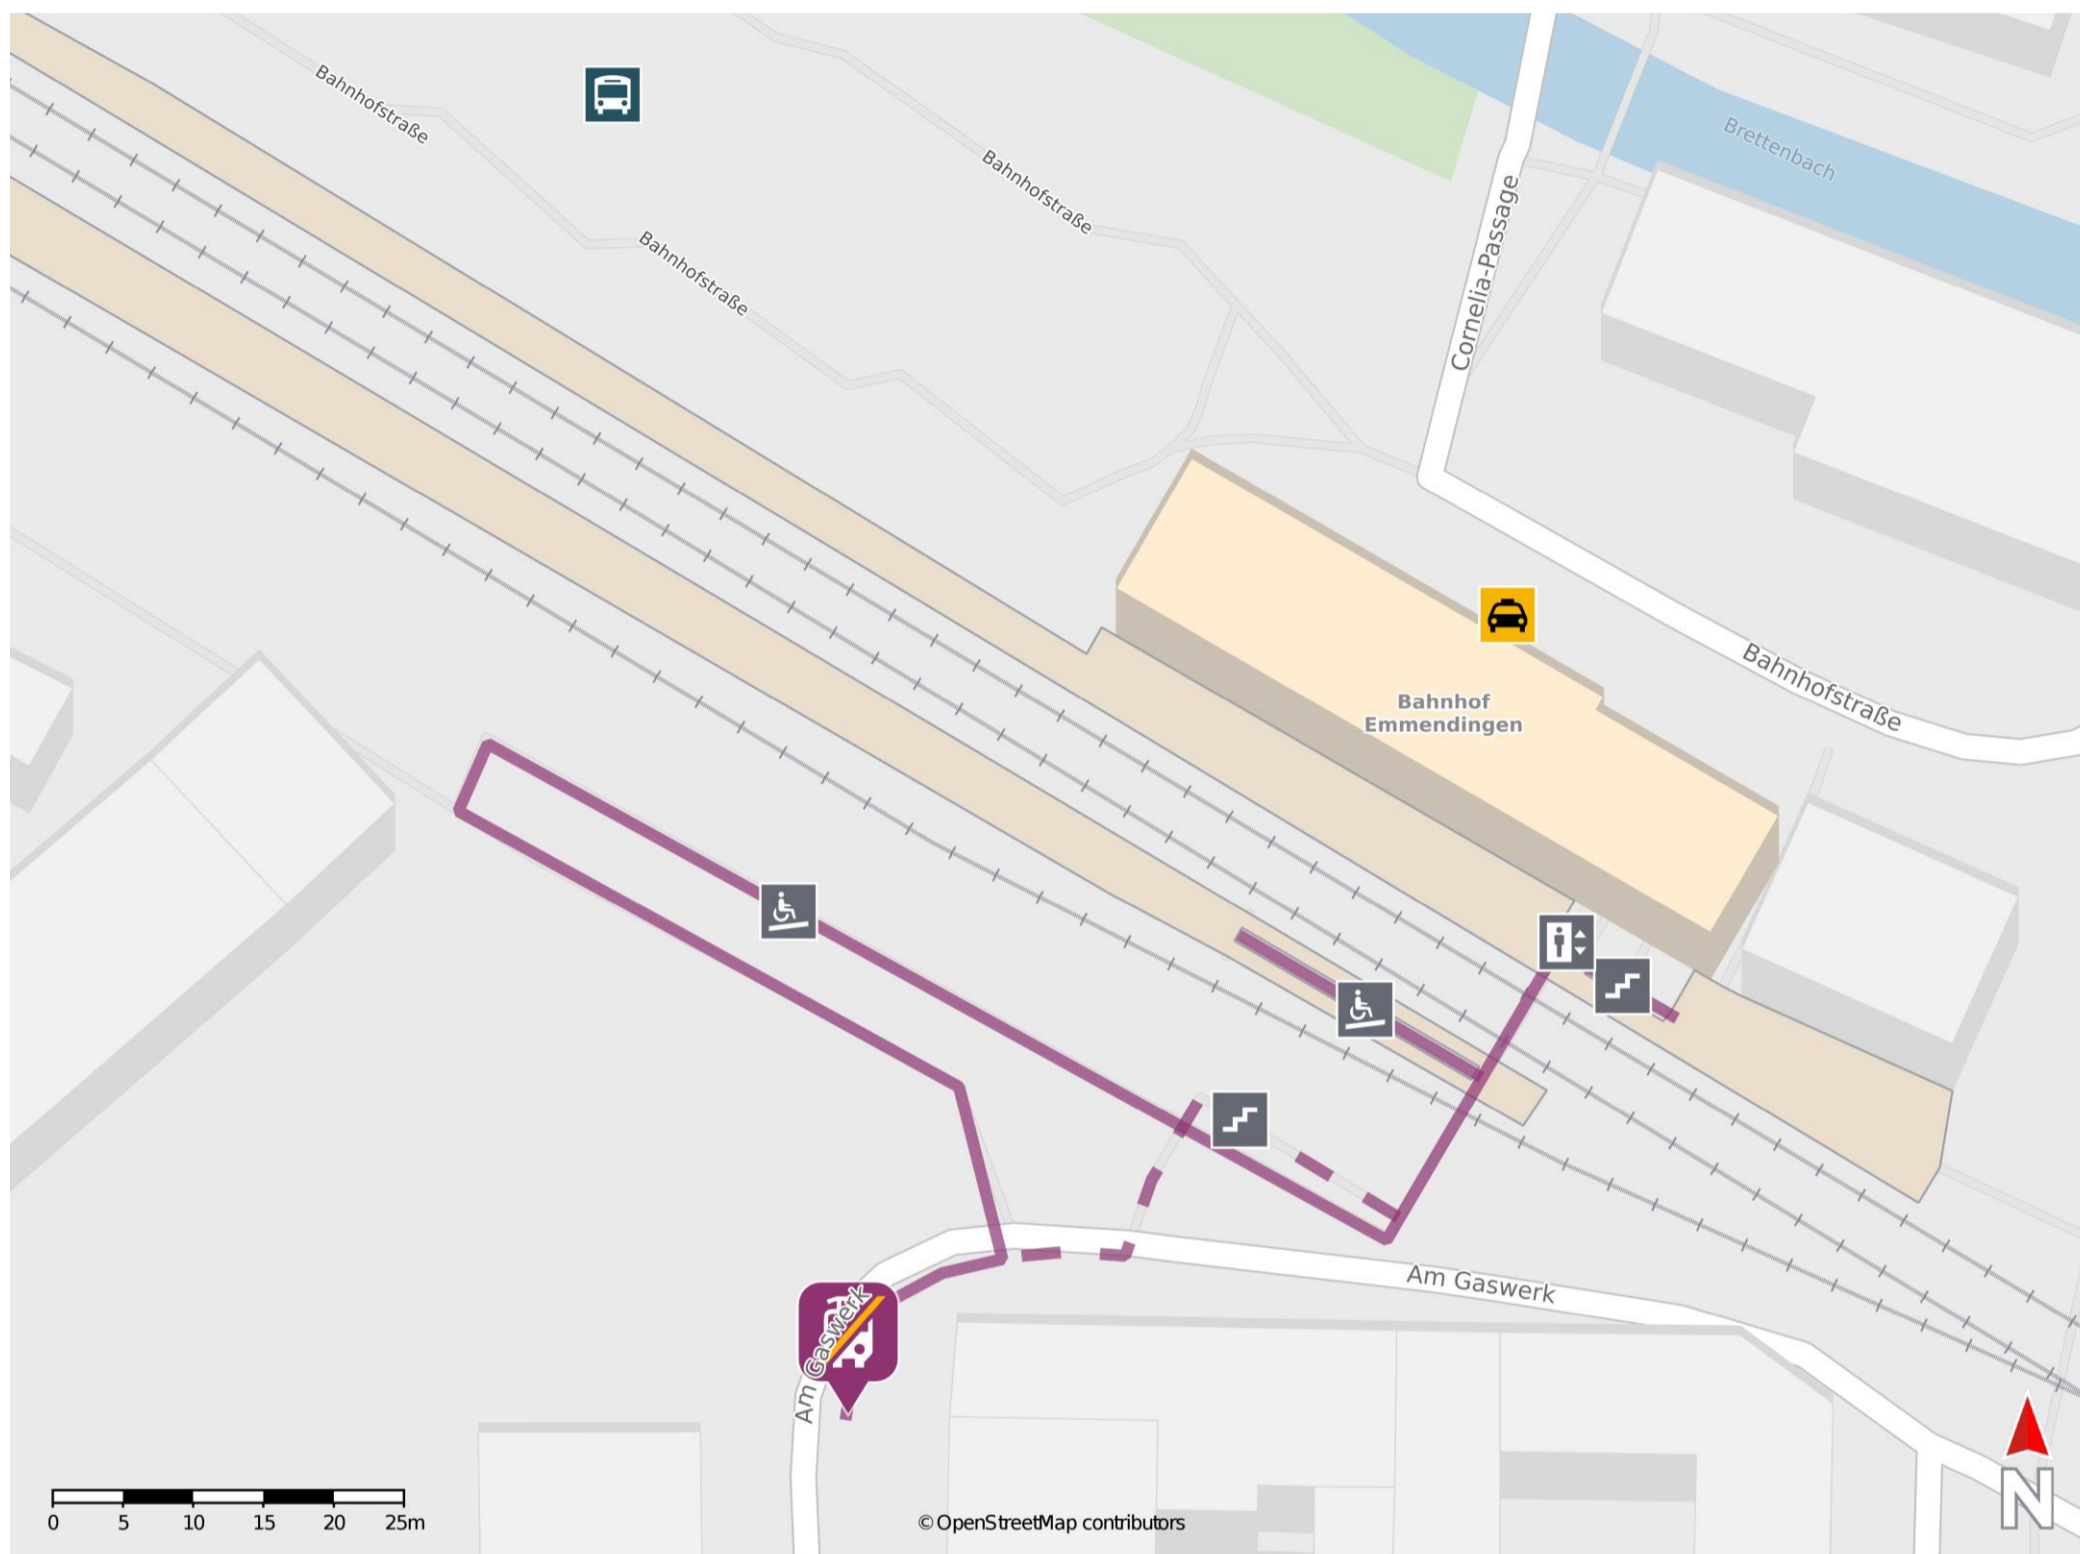 Bahnhofstraße
Bahnhofstraße
Bahnhofstraße
Brettenbach
Cornelia-Passage
Bahnhofstraße
Bahnhof
Emmendingen
Am Gaswerk
Am Gaswerk
0 5 10 15 20 25m
© OpenStreetMap contributors
N